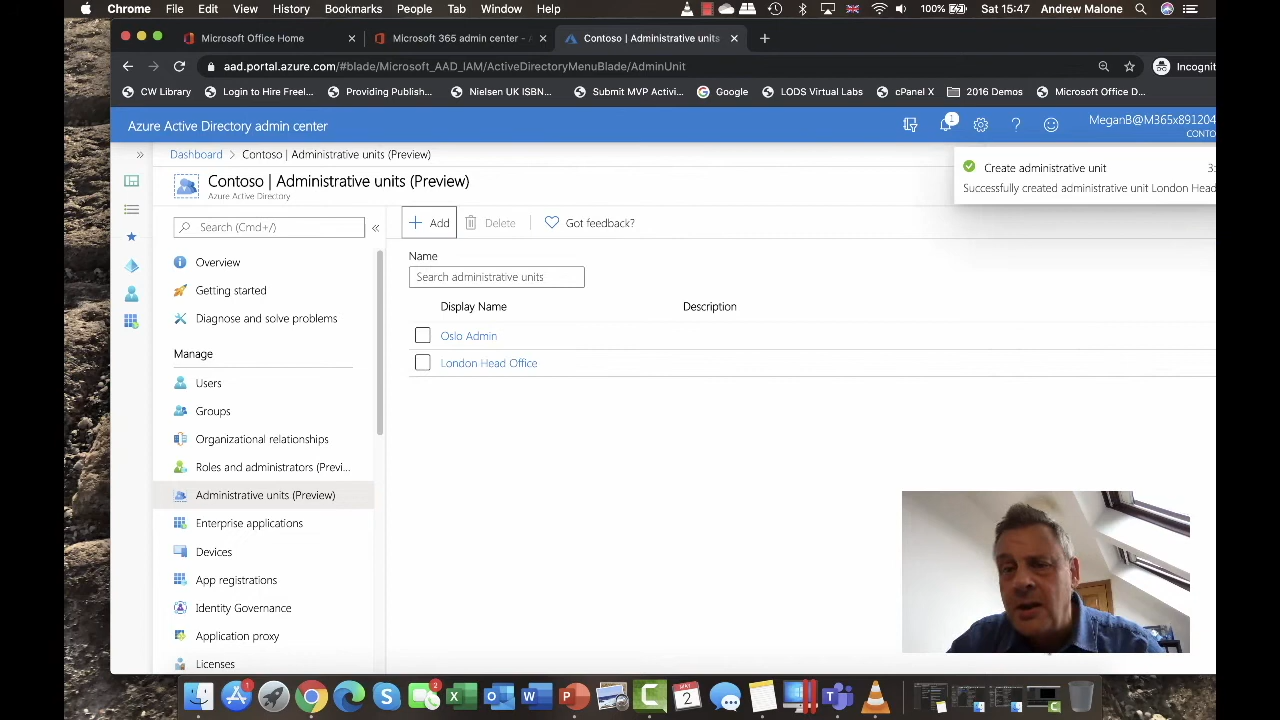 Chrome File Edit View History Bookmarks People Tab Window Help 100% Sat 15:47 Andrew Malone
Microsoft Office Home Microsoft 365 admin center - Contoso | Administrative units
aad.portal.azure.com/#blade/Microsoft_AAD_IAM/ActiveDirectoryMenuBlade/AdminUnit Incognit
CW Library Login to Hire Freel... Providing Publish... Nielsen UK ISBN... Submit MVP Activi... Google LODS Virtual Labs cPanel X 2016 Demos Microsoft Office D...
Azure Active Directory admin center 1 MeganB@M365x891204
CONTO
Dashboard > Contoso | Administrative units (Preview)
Contoso | Administrative units (Preview)
Azure Active Directory
Create administrative unit 3:
Successfully created administrative unit London Head
Search (Cmd+/)
Add Delete Got feedback?
Overview
Getting started
Diagnose and solve problems
Manage
Users
Groups
Organizational relationships
Roles and administrators (Previ...
Administrative units (Preview)
Enterprise applications
Devices
App registrations
Identity Governance
Application proxy
Licenses
Name
Search administrative units
Display Name Description
Oslo Admin
London Head Office
2